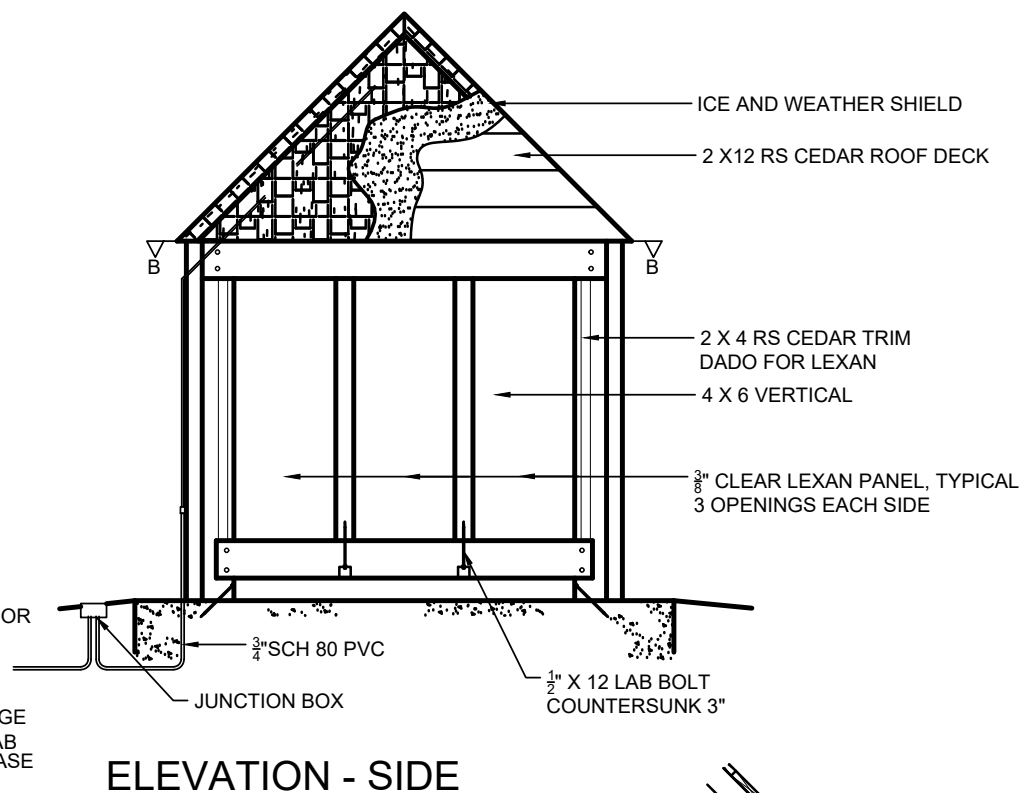 ICE AND WEATHER SHIELD
2 X12 RS CEDAR ROOF DECK
B
B
2 X 4 RS CEDAR TRIM
DADO FOR LEXAN
4 X 6 VERTICAL
3/8" CLEAR LEXAN PANEL, TYPICAL
3 OPENINGS EACH SIDE
OR
3/4"SCH 80 PVC
JUNCTION BOX
1/2" X 12 LAB BOLT
COUNTERSUNK 3"
GE
AB
ASE
ELEVATION - SIDE